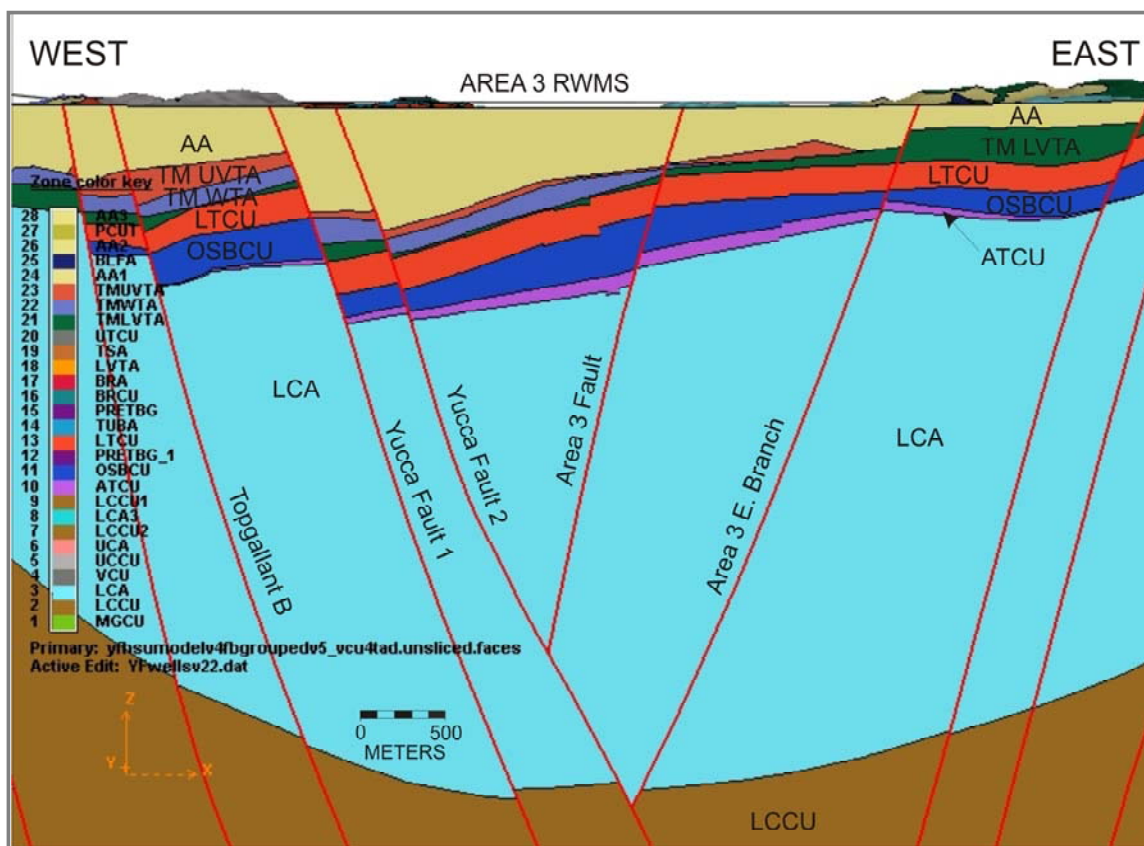 WEST
EAST
AREA 3 RWMS
AA
AA
TM UVTA
TM LVTA
Zone color key
TM WTA
LTCU
LTCU
OSBCU
OSBCU
ATCU
28 AA3
27 PCUT
26 AA2
25 BLFA
24 AA1
23 TMUVTA
22 TMWTA
21 TMLVTA
20 UTCU
19 TSA
18 LVTA
17 BRA
16 BRCU
15 PRETBG
14 TUBA
13 LTCU
12 PRETBG_1
11 OSBCU
10 ATCU
9 LCCU1
8 LCA3
7 LCCU2
6 UCA
5 UCCU
4 VCU
3 LCA
2 LCCU
1 MGCU
LCA
LCA
Topgallant B
Yucca Fault 1
Yucca Fault 2
Area 3 Fault
Area 3 E. Branch
Primary: yfhsumodelv4fbgroupedv5_vcu4tad.unsliced.faces
Active Edit: YFwellsv22.dat
Z
Y
X
0 500
METERS
LCCU